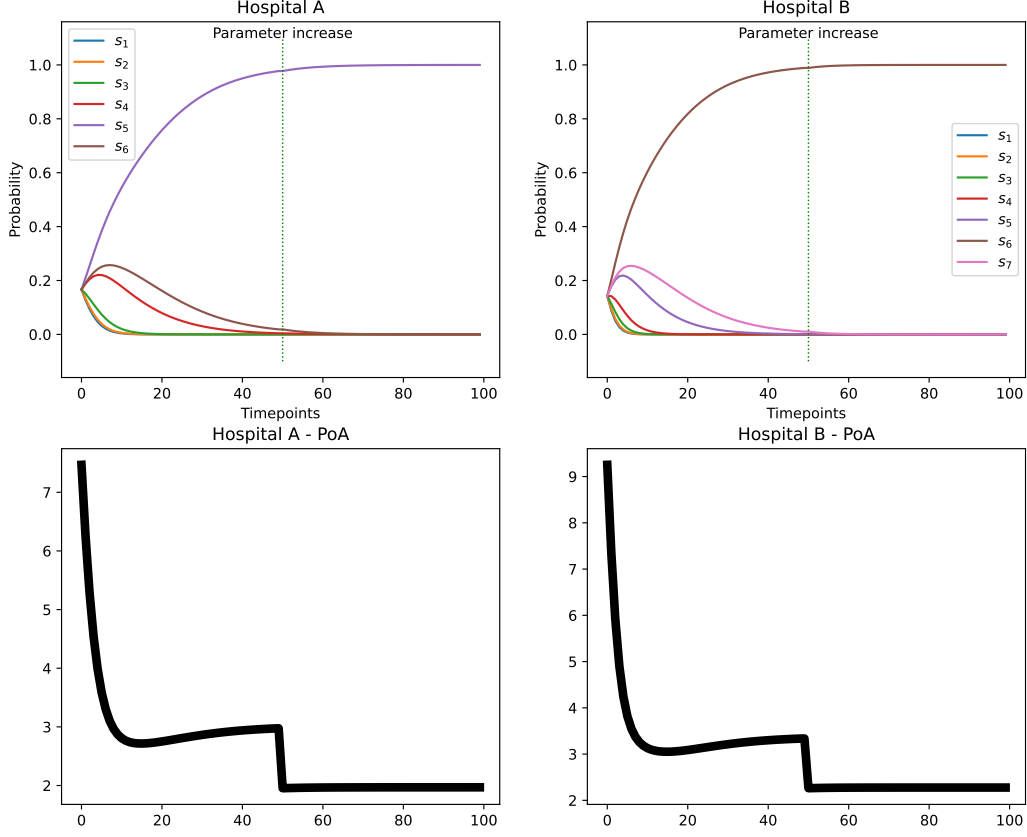 Hospital A
Parameter increase
s1
s2
s3
s4
s5
s6
Probability
1.0
0.8
0.6
0.4
0.2
0.0
0 20 40 60 80 100
Timepoints
Hospital B
Parameter increase
s1
s2
s3
s4
s5
s6
s7
Probability
1.0
0.8
0.6
0.4
0.2
0.0
0 20 40 60 80 100
Timepoints
Hospital A - PoA
7
6
5
4
3
2
0 20 40 60 80 100
Hospital B - PoA
9
8
7
6
5
4
3
2
0 20 40 60 80 100